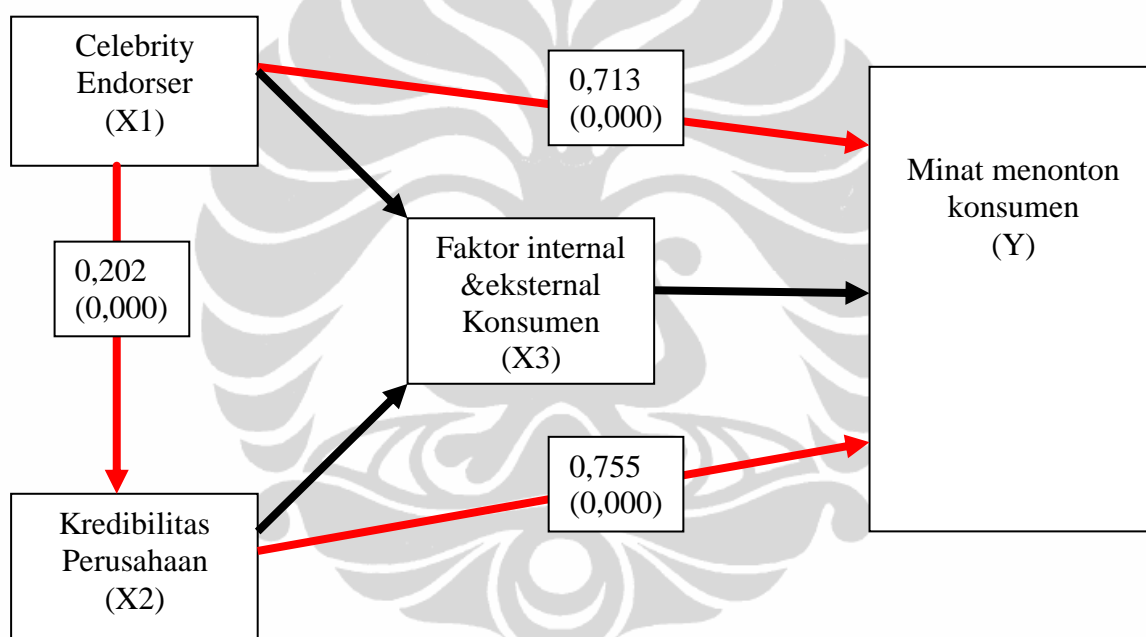 Celebrity
Endorser
(X1)
0,713
(0,000)
Minat menonton
konsumen
(Y)
0,202
(0,000)
Faktor internal
&eksternal
Konsumen
(X3)
0,755
(0,000)
Kredibilitas
Perusahaan
(X2)